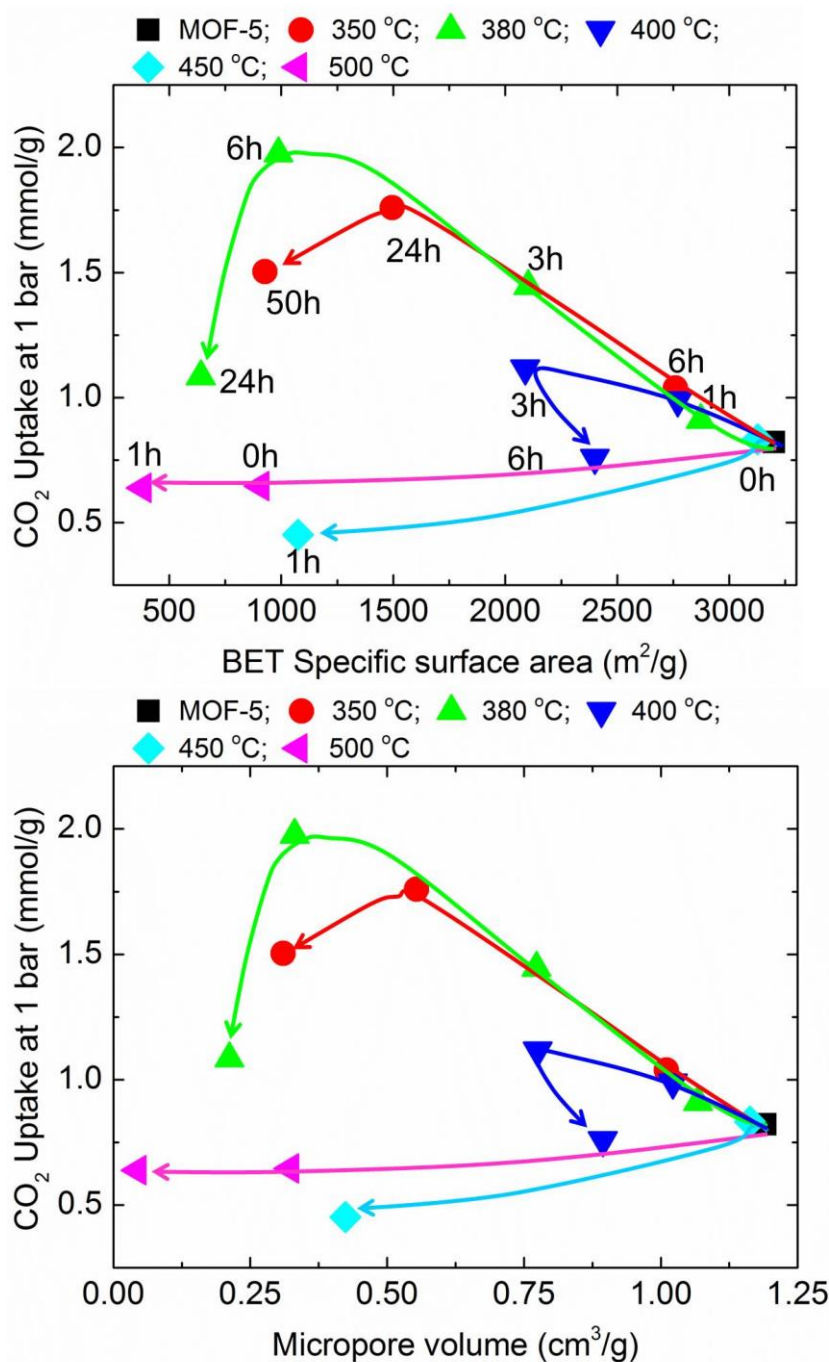 MOF-5; 350 °C; 380 °C; 400 °C;
450 °C; 500 °C
CO₂ Uptake at 1 bar (mmol/g)
2.0
1.5
1.0
0.5
6h
24h
3h
50h
6h
24h
1h
3h
1h
0h
6h
0h
1h
500
1000
1500
2000
2500
3000
BET Specific surface area (m²/g)
MOF-5; 350 °C; 380 °C; 400 °C;
450 °C; 500 °C
CO₂ Uptake at 1 bar (mmol/g)
2.0
1.5
1.0
0.5
0.00
0.25
0.50
0.75
1.00
1.25
Micropore volume (cm³/g)